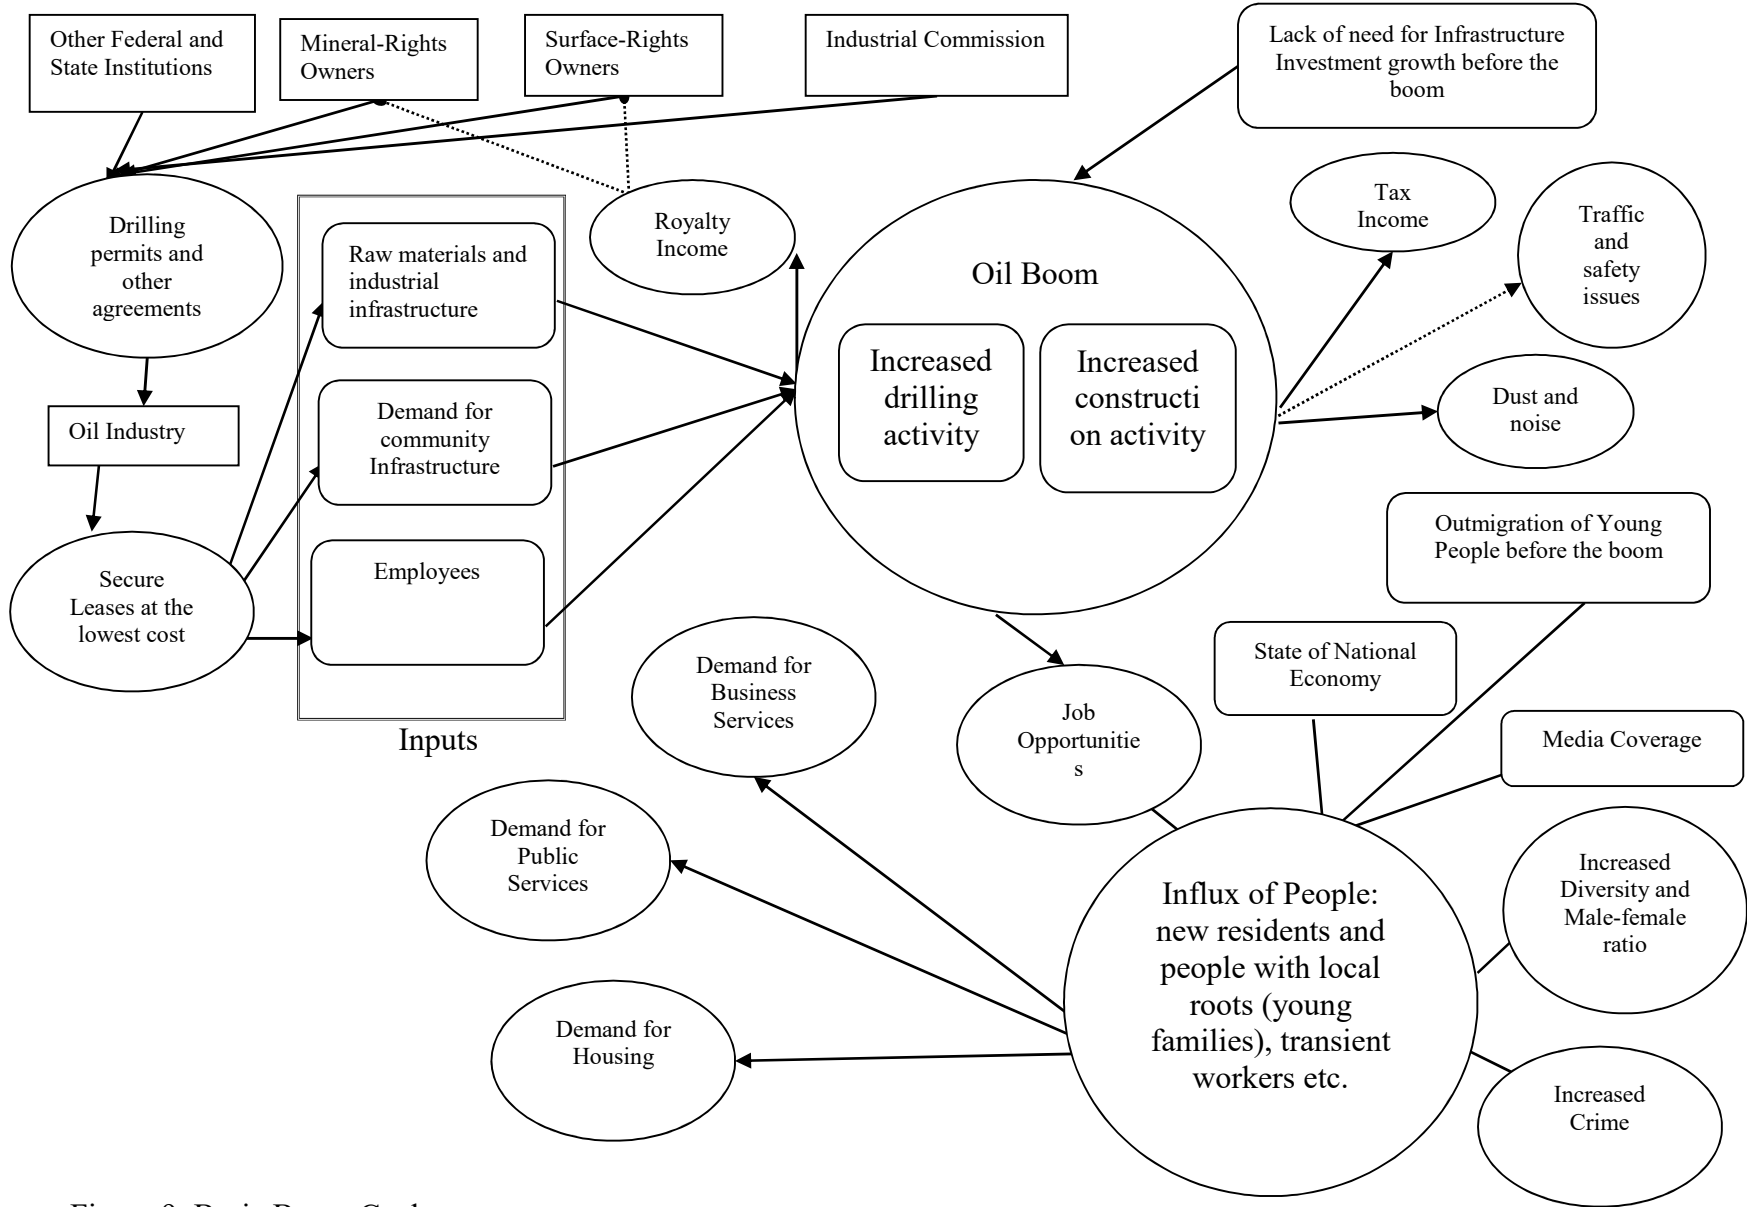 Other Federal and
State Institutions
Mineral-Rights
Owners
Surface-Rights
Owners
Industrial Commission
Lack of need for Infrastructure
Investment growth before the
boom
Drilling
permits and
other
agreements
Raw materials and
industrial
infrastructure
Royalty
Income
Oil Boom
Increased
drilling
activity
Increased
constructi
on activity
Tax
Income
Traffic
and
safety
issues
Dust and
noise
Oil Industry
Demand for
community
Infrastructure
Outmigration of Young
People before the boom
Secure
Leases at the
lowest cost
Employees
Inputs
Demand for
Business
Services
Job
Opportunitie
s
State of National
Economy
Media Coverage
Demand for
Public
Services
Influx of People:
new residents and
people with local
roots (young
families), transient
workers etc.
Increased
Diversity and
Male-female
ratio
Demand for
Housing
Increased
Crime